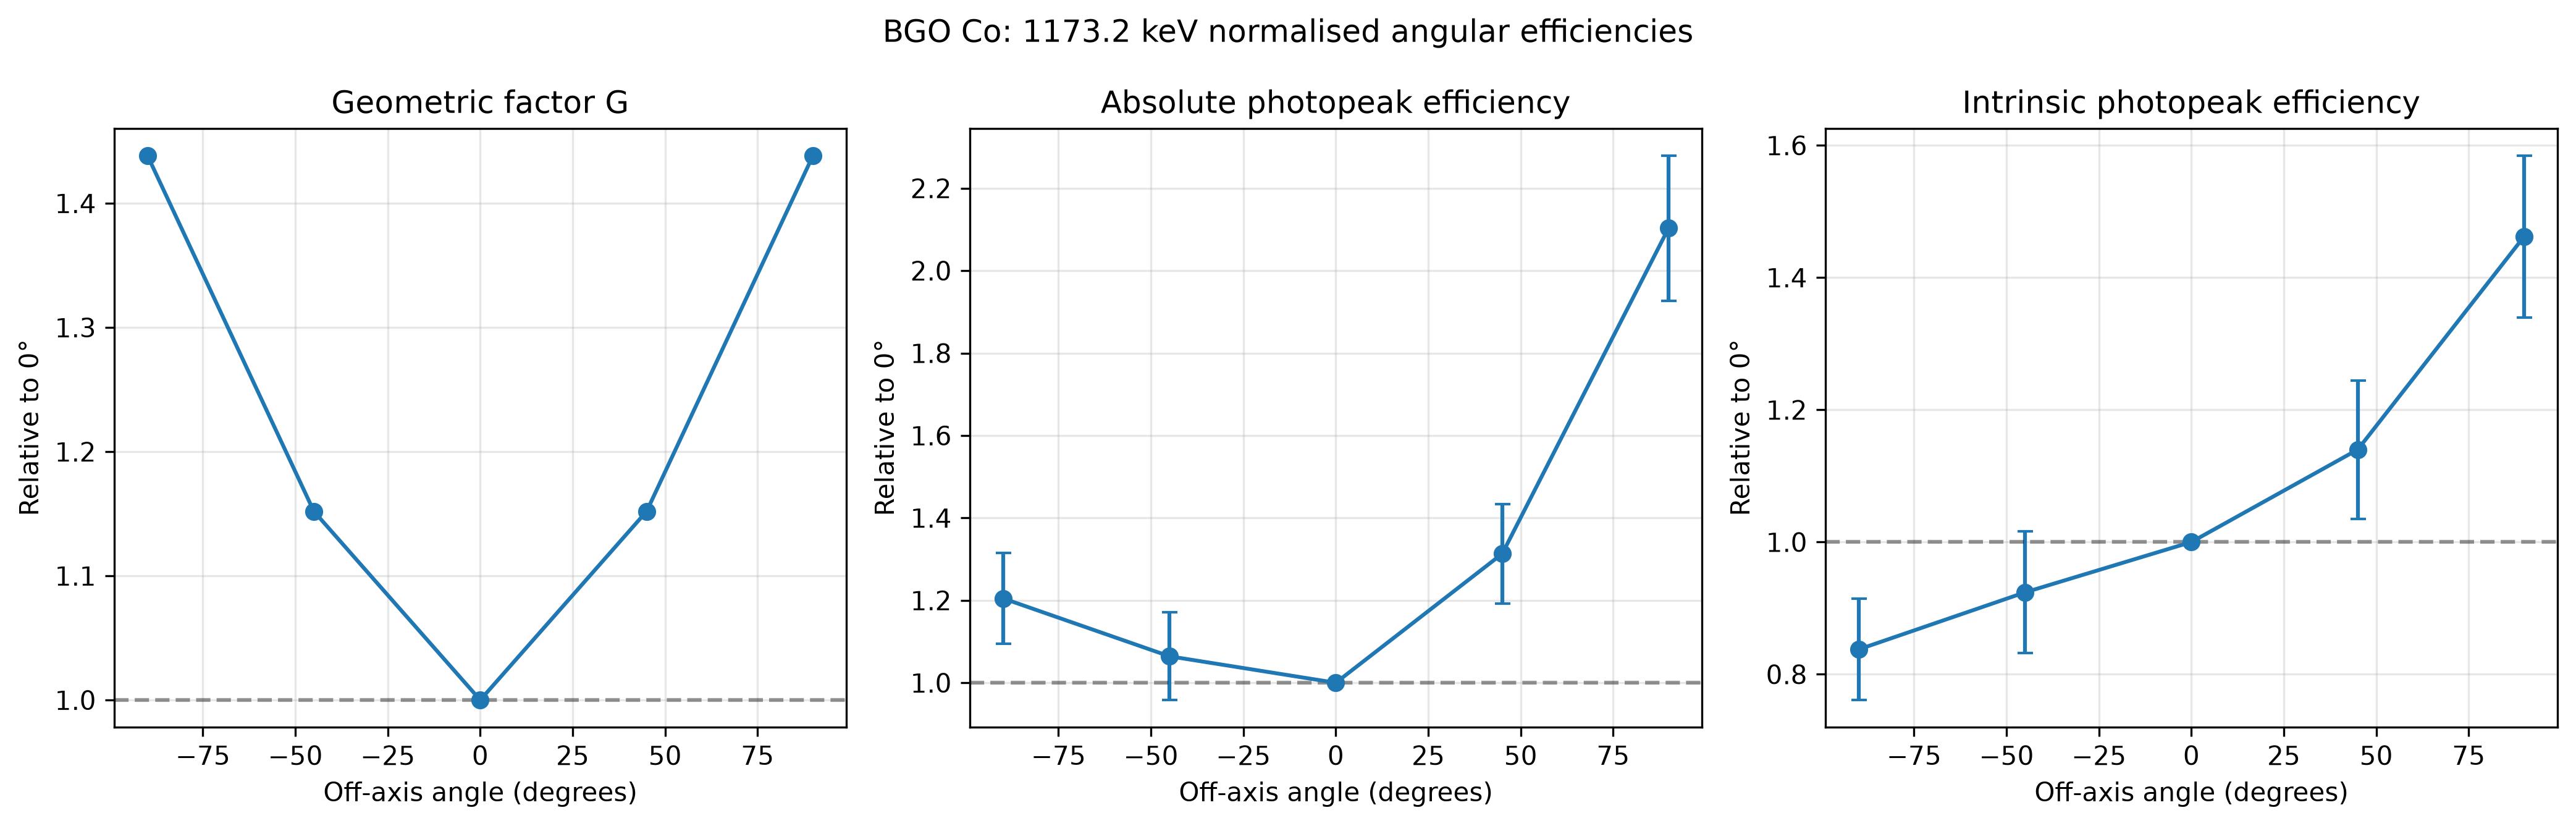 BGO Co: 1173.2 keV normalised angular efficiencies
Geometric factor G
Relative to 0°
1.4
1.3
1.2
1.1
1.0
−75 −50 −25 0 25 50 75
Off-axis angle (degrees)
Absolute photopeak efficiency
Relative to 0°
2.2
2.0
1.8
1.6
1.4
1.2
1.0
−75 −50 −25 0 25 50 75
Off-axis angle (degrees)
Intrinsic photopeak efficiency
Relative to 0°
1.6
1.4
1.2
1.0
0.8
−75 −50 −25 0 25 50 75
Off-axis angle (degrees)